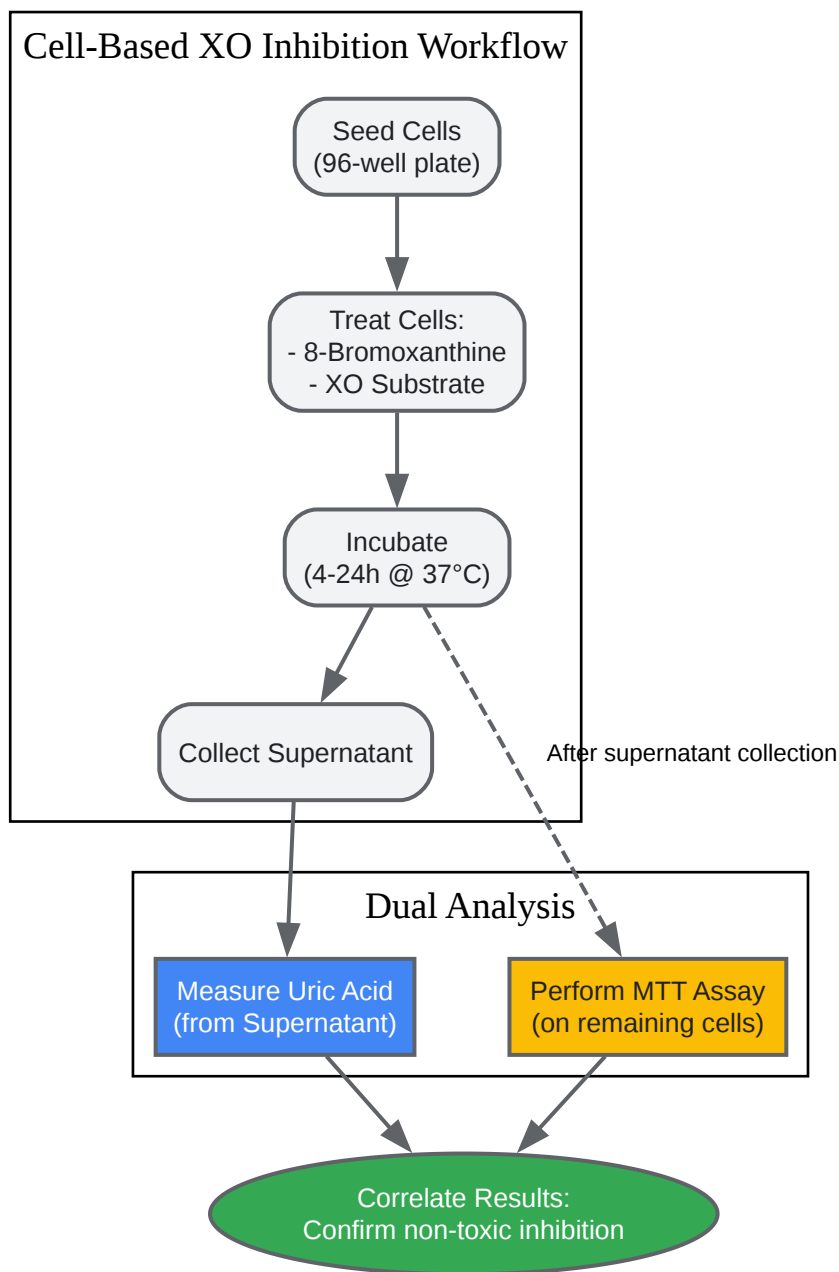 Cell-Based XO Inhibition Workflow
Seed Cells
(96-well plate)
Treat Cells:
- 8-Bromoxanthine
- XO Substrate
Incubate
(4-24h @ 37°C)
Collect Supernatant
After supernatant collection
Dual Analysis
Measure Uric Acid
(from Supernatant)
Perform MTT Assay
(on remaining cells)
Correlate Results:
Confirm non-toxic inhibition